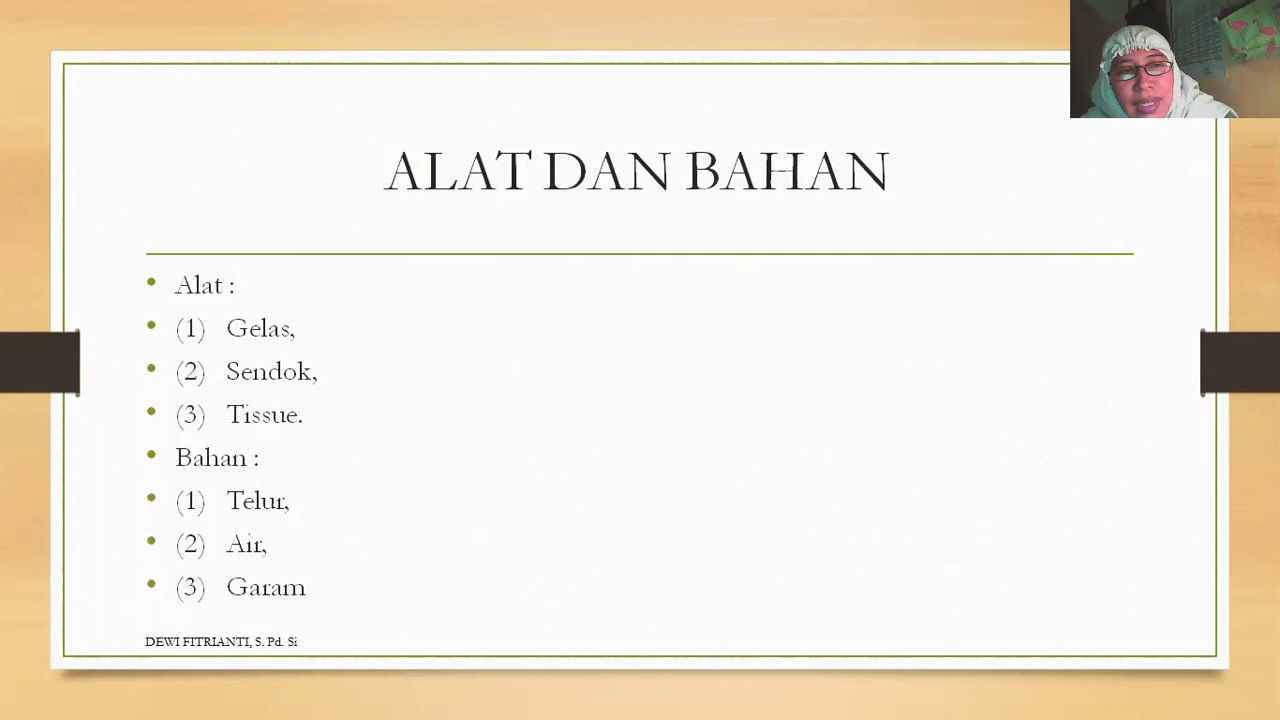 ALAT DAN BAHAN
• Alat :
• (1) Gelas,
• (2) Sendok,
• (3) Tissue.
• Bahan :
• (1) Telur,
• (2) Air,
• (3) Garam
DEWI FITRIANTI, S. Pd. Si